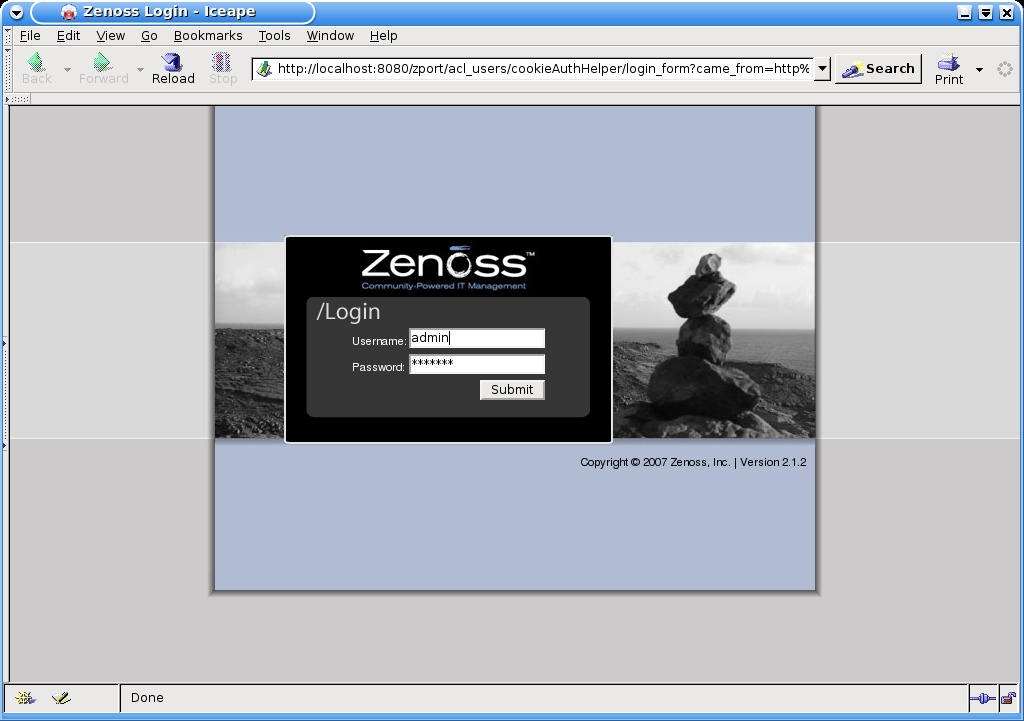 Zenoss Login - Iceape
File Edit View Go Bookmarks Tools Window Help
Back Forward Reload Stop http://localhost:8080/zport/acl_users/cookieAuthHelper/login_form?came_from=http% Search Print
Zenoss™
Community-Powered IT Management
/Login
Username: admin
Password: *******
Submit
Copyright © 2007 Zenoss, Inc. | Version 2.1.2
Done